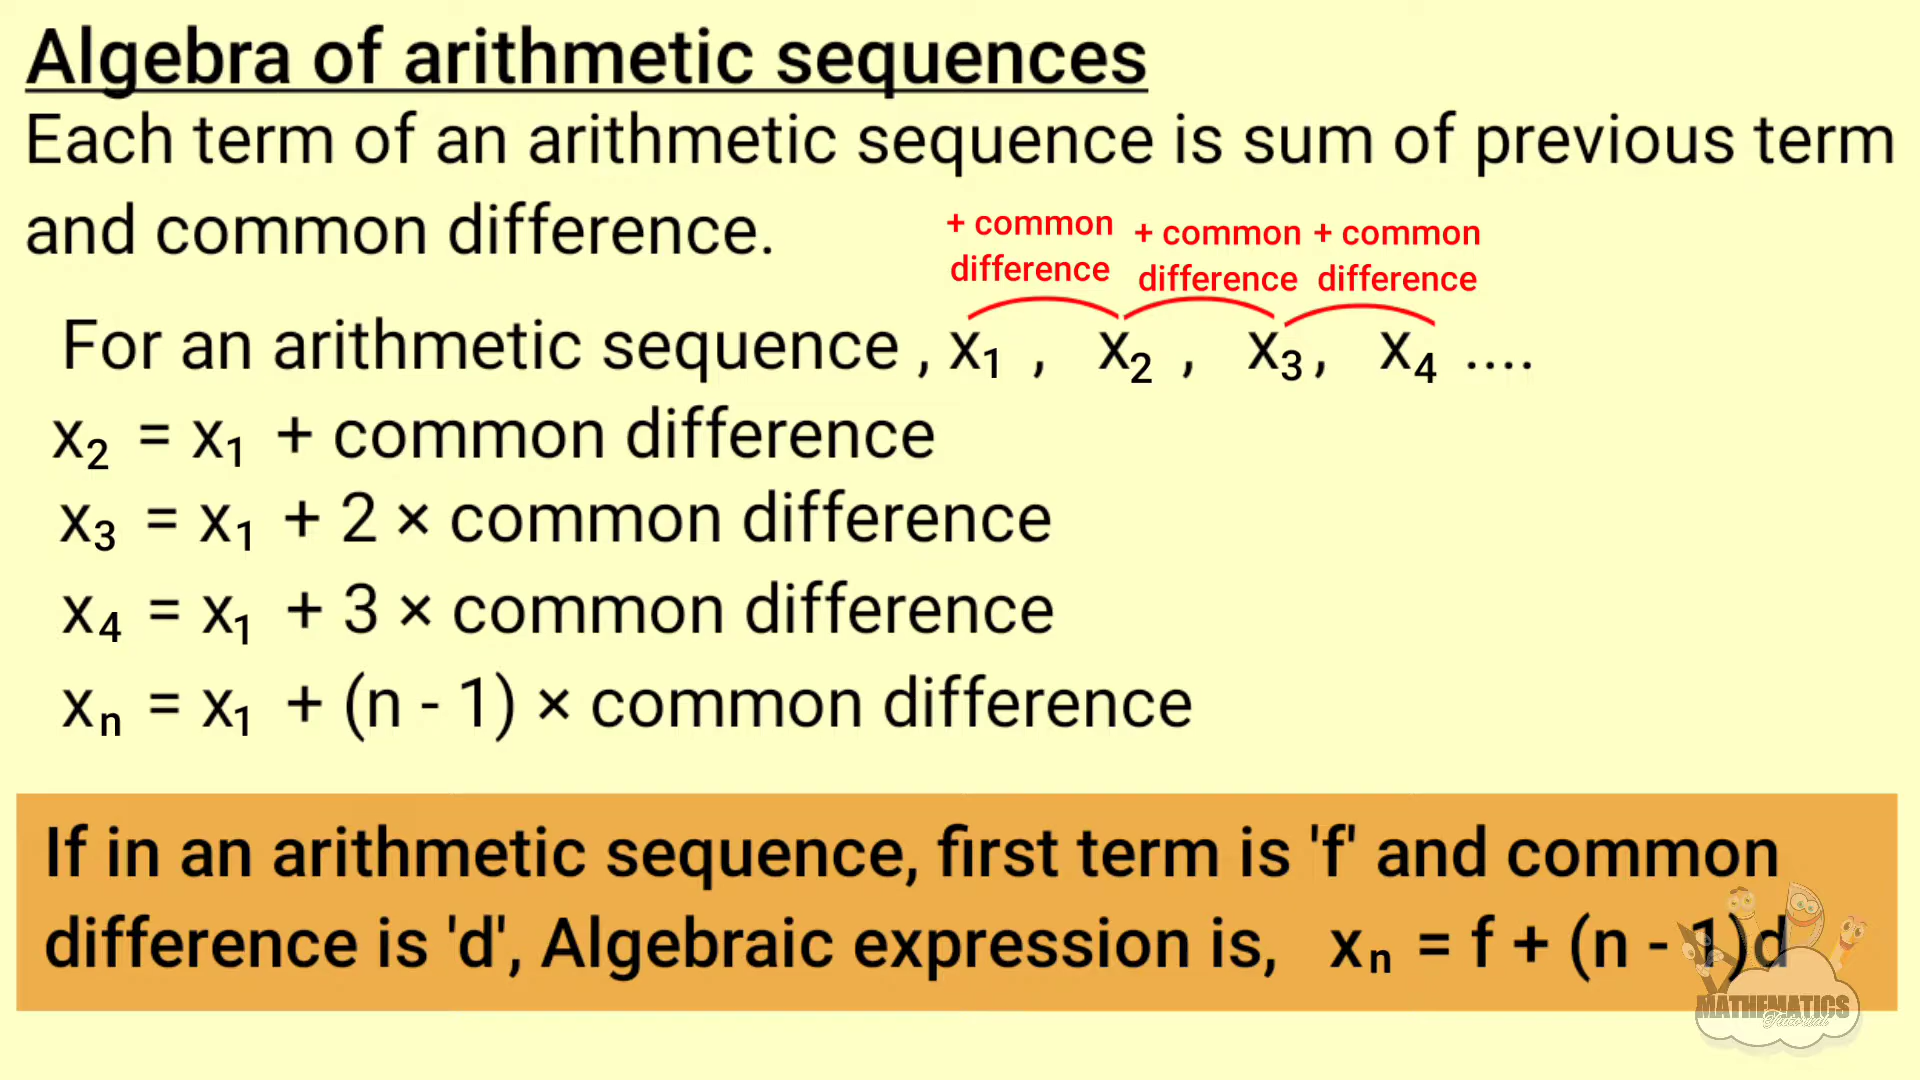 Algebra of arithmetic sequences
Each term of an arithmetic sequence is sum of previous term
and common difference.
+ common difference
+ common difference
+ common difference
For an arithmetic sequence , x₁ , x₂ , x₃, x₄ ....
x₂ = x₁ + common difference
x₃ = x₁ + 2 × common difference
x₄ = x₁ + 3 × common difference
xₙ = x₁ + (n - 1) × common difference
If in an arithmetic sequence, first term is 'f' and common
difference is 'd', Algebraic expression is, xₙ = f + (n - 1)d
MATHEMATICS
Tutorial